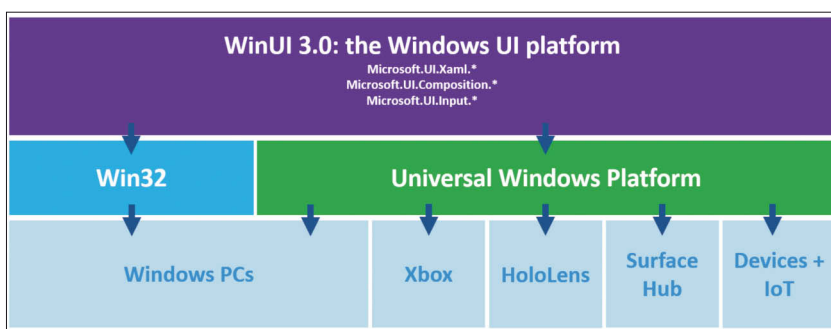 WinUI 3.0: the Windows UI platform
Microsoft.UI.Xaml.*
Microsoft.UI.Composition.*
Microsoft.UI.Input.*
Win32
Universal Windows Platform
Windows PCs
Xbox
HoloLens
Surface
Hub
Devices +
IoT